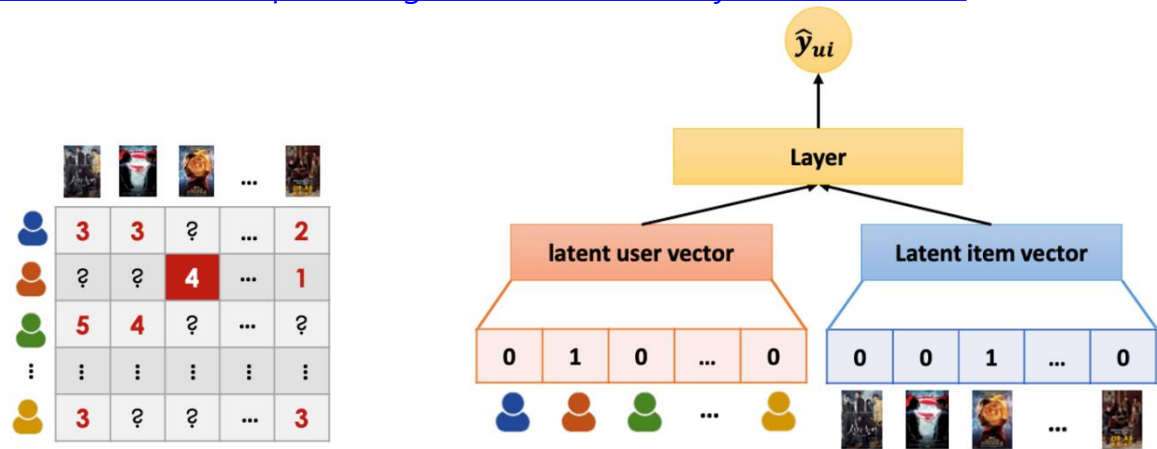 ŷui
Layer
latent user vector
Latent item vector
...
3 3 ? ... 2
? ? 4 ... 1
5 4 ? ... ?
⋮ ⋮ ⋮ ⋮ ⋮ ⋮
3 ? ? ... 3
0 1 0 ... 0
0 0 1 ... 0
...
...